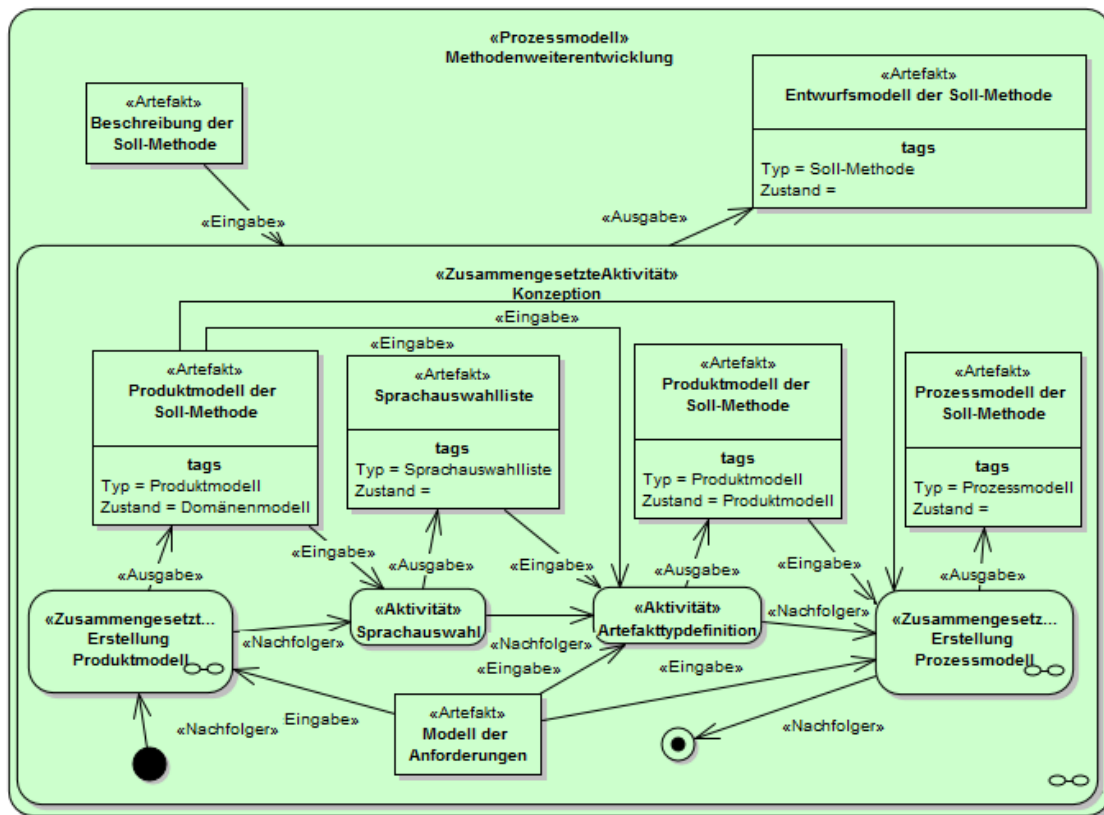 «Prozessmodell»
Methodenweiterentwicklung
«Artefakt»
Beschreibung der
Soll-Methode
«Artefakt»
Entwurfsmodell der Soll-Methode
tags
Typ = Soll-Methode
Zustand =
«Eingabe»
«Ausgabe»
«ZusammengesetzteAktivität»
Konzeption
«Eingabe»
«Eingabe»
«Artefakt»
Produktmodell der
Soll-Methode
tags
Typ = Produktmodell
Zustand = Domänenmodell
«Artefakt»
Sprachauswahlliste
tags
Typ = Sprachauswahlliste
Zustand =
«Artefakt»
Produktmodell der
Soll-Methode
tags
Typ = Produktmodell
Zustand = Produktmodell
«Artefakt»
Prozessmodell der
Soll-Methode
tags
Typ = Prozessmodell
Zustand =
«Ausgabe»
«Eingabe»
«Ausgabe»
«Eingabe»
«Ausgabe»
«Eingabe»
«Ausgabe»
«Zusammengesetzt...
Erstellung
Produktmodell
«Nachfolger»
«Aktivität»
Sprachauswahl
«Nachfolger»
«Aktivität»
Artefakttypdefinition
«Nachfolger»
«Zusammengesetz...
Erstellung
Prozessmodell
«Eingabe»
«Eingabe»
«Nachfolger»
Eingabe»
«Artefakt»
Modell der
Anforderungen
«Nachfolger»